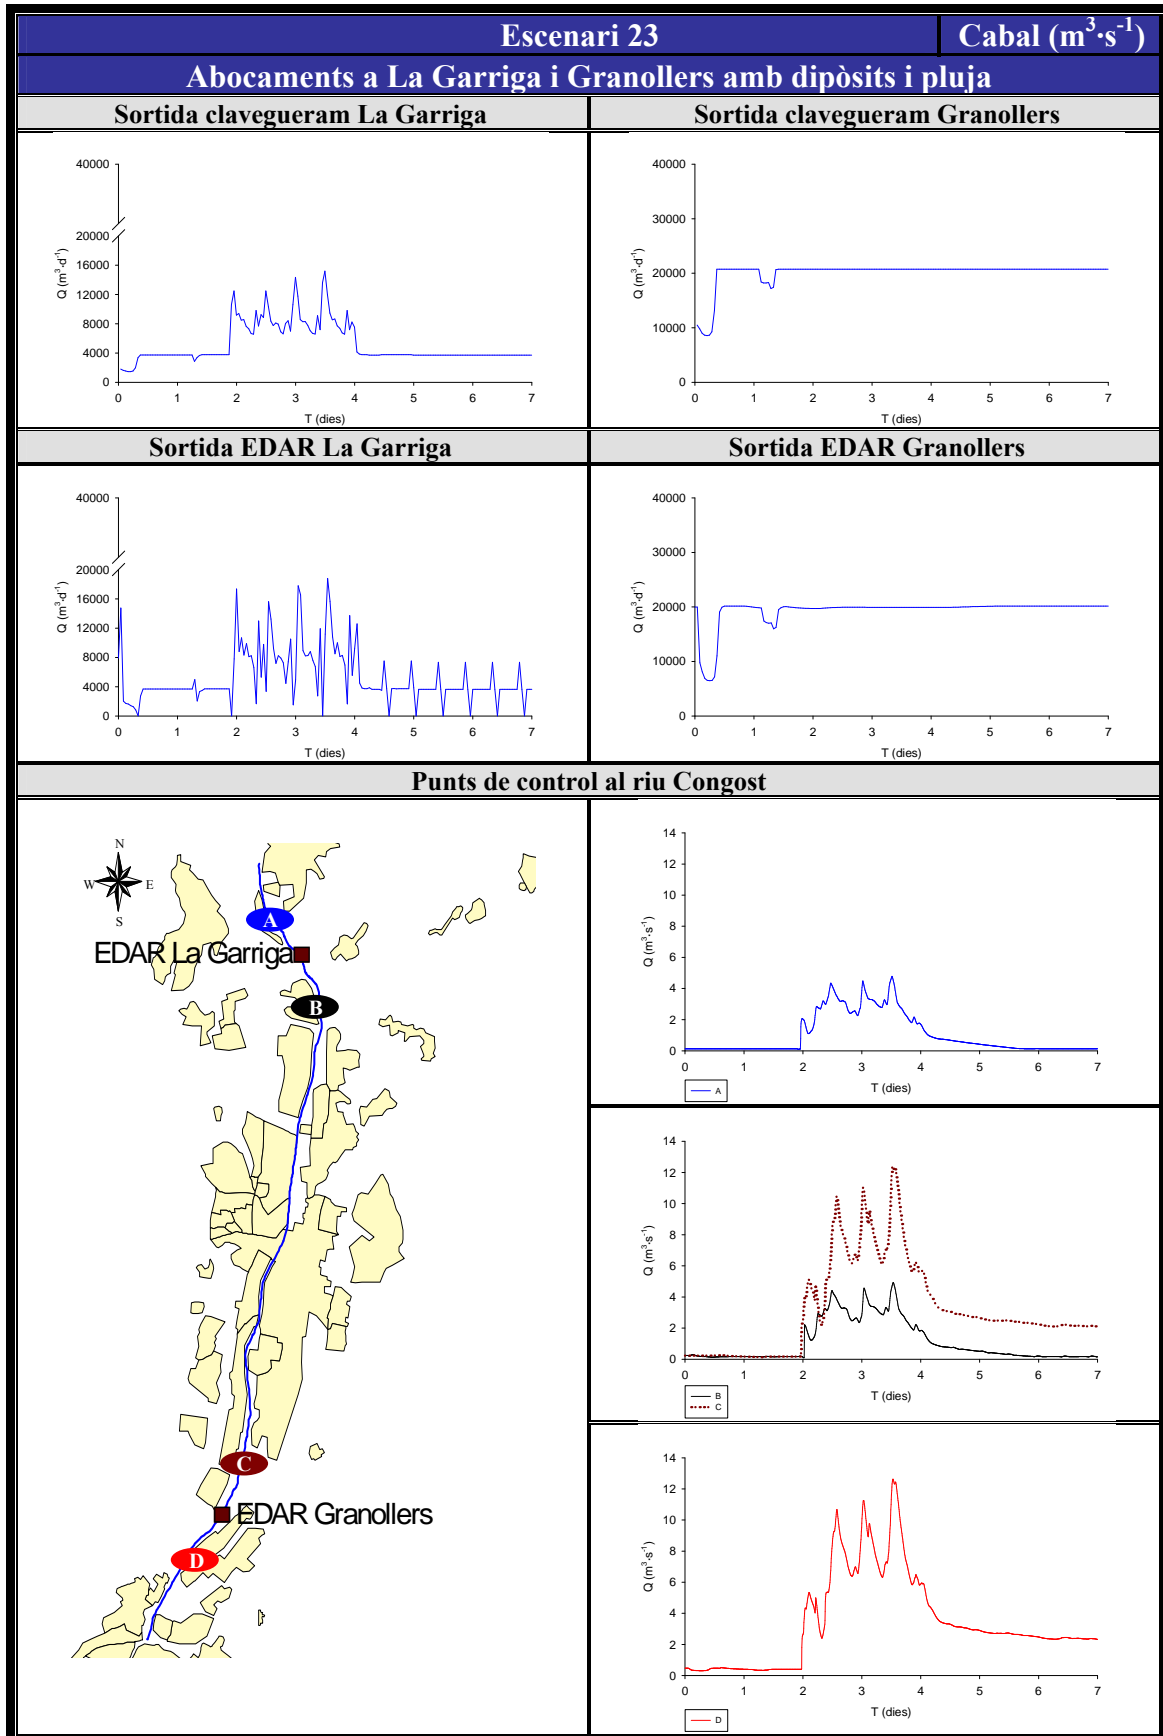 Escenari 23
Cabal (m³·s⁻¹)
Abocaments a La Garriga i Granollers amb dipòsits i pluja
Sortida clavegueram La Garriga
Sortida clavegueram Granollers
40000
20000
16000
12000
8000
4000
0
Q (m³·d⁻¹)
0 1 2 3 4 5 6 7
T (dies)
40000
30000
20000
10000
0
Q (m³·d⁻¹)
0 1 2 3 4 5 6 7
T (dies)
Sortida EDAR La Garriga
Sortida EDAR Granollers
40000
20000
16000
12000
8000
4000
0
Q (m³·d⁻¹)
0 1 2 3 4 5 6 7
T (dies)
40000
30000
20000
10000
0
Q (m³·d⁻¹)
0 1 2 3 4 5 6 7
T (dies)
Punts de control al riu Congost
N
W E
S
A
EDAR La Garriga
B
C
EDAR Granollers
D
14
12
10
8
6
4
2
0
Q (m³·s⁻¹)
0 1 2 3 4 5 6 7
T (dies)
A
14
12
10
8
6
4
2
0
Q (m³·s⁻¹)
0 1 2 3 4 5 6 7
T (dies)
B
C
14
12
10
8
6
4
2
0
Q (m³·s⁻¹)
0 1 2 3 4 5 6 7
T (dies)
D